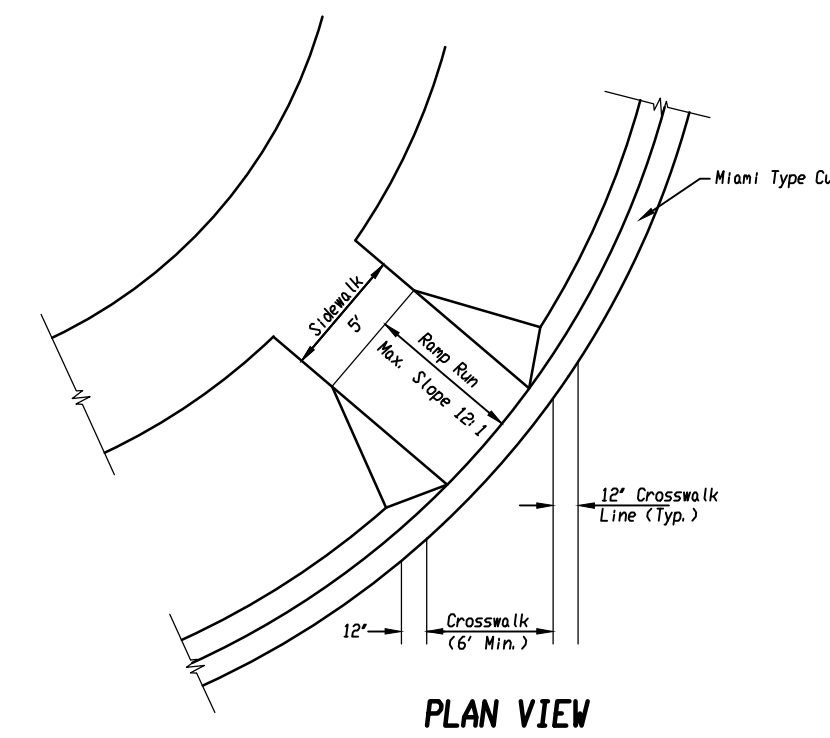 Miami Type
Sidewalk
5'
Ramp Run
Max. Slope 12:1
12" Crosswalk
Line (Typ.)
12"
Crosswalk
(6' Min.)
PLAN VIEW